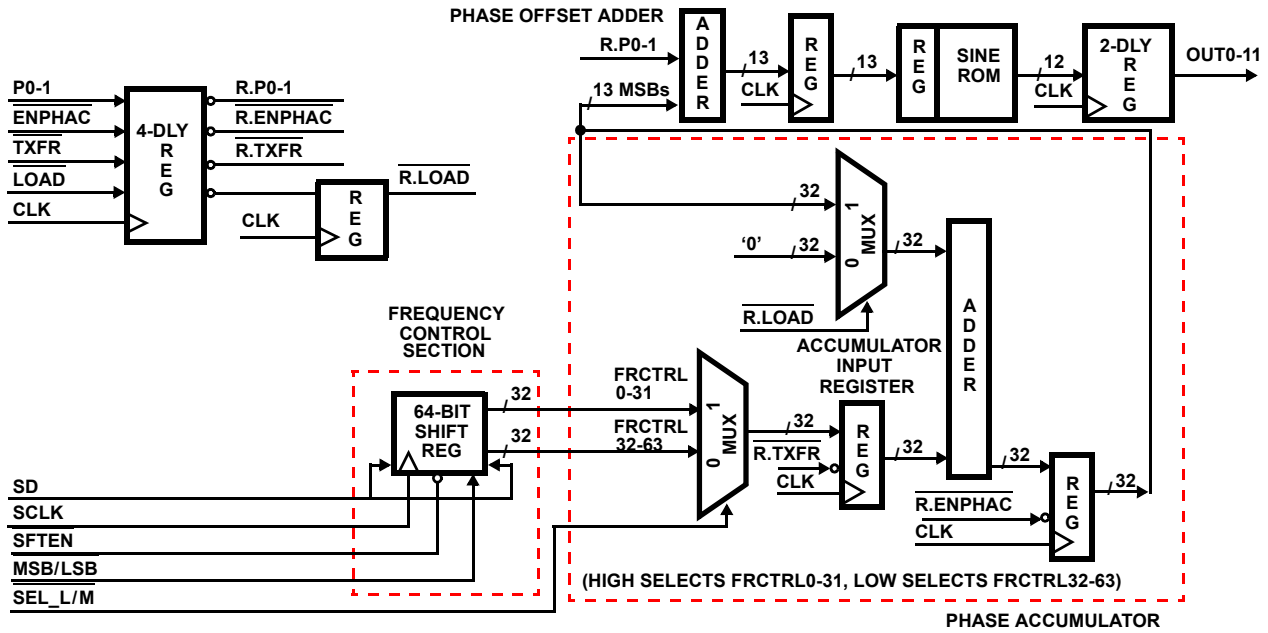 PHASE OFFSET ADDER
R.P0-1
13 MSBs
ADDER
13
CLK
REG
13
REG
SINE ROM
12
CLK
2-DLY REG
OUT0-11
P0-1
ENPHAC
TXFR
LOAD
CLK
4-DLY REG
R.P0-1
R.ENPHAC
R.TXFR
CLK
REG
R.LOAD
32
'0'
32
1
0
MUX
32
R.LOAD
ADDER
FREQUENCY
CONTROL
SECTION
64-BIT
SHIFT
REG
32
32
FRCTRL
0-31
FRCTRL
32-63
1
0
MUX
32
ACCUMULATOR
INPUT
REGISTER
R.TXFR
CLK
REG
32
32
R.ENPHAC
CLK
REG
32
SD
SCLK
SFTEN
MSB/LSB
SEL_L/M
(HIGH SELECTS FRCTRL0-31, LOW SELECTS FRCTRL32-63)
PHASE ACCUMULATOR